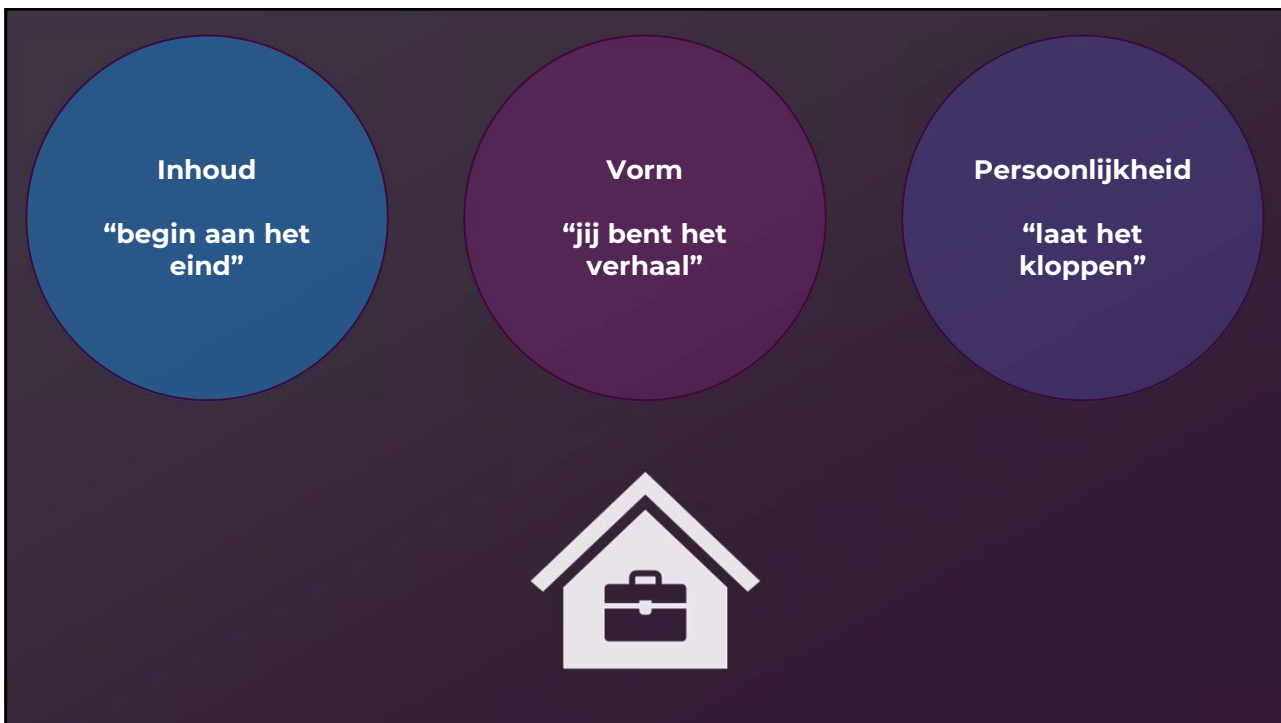 Inhoud
“begin aan het
eind”
Vorm
“jij bent het
verhaal”
Persoonlijkheid
“laat het
kloppen”